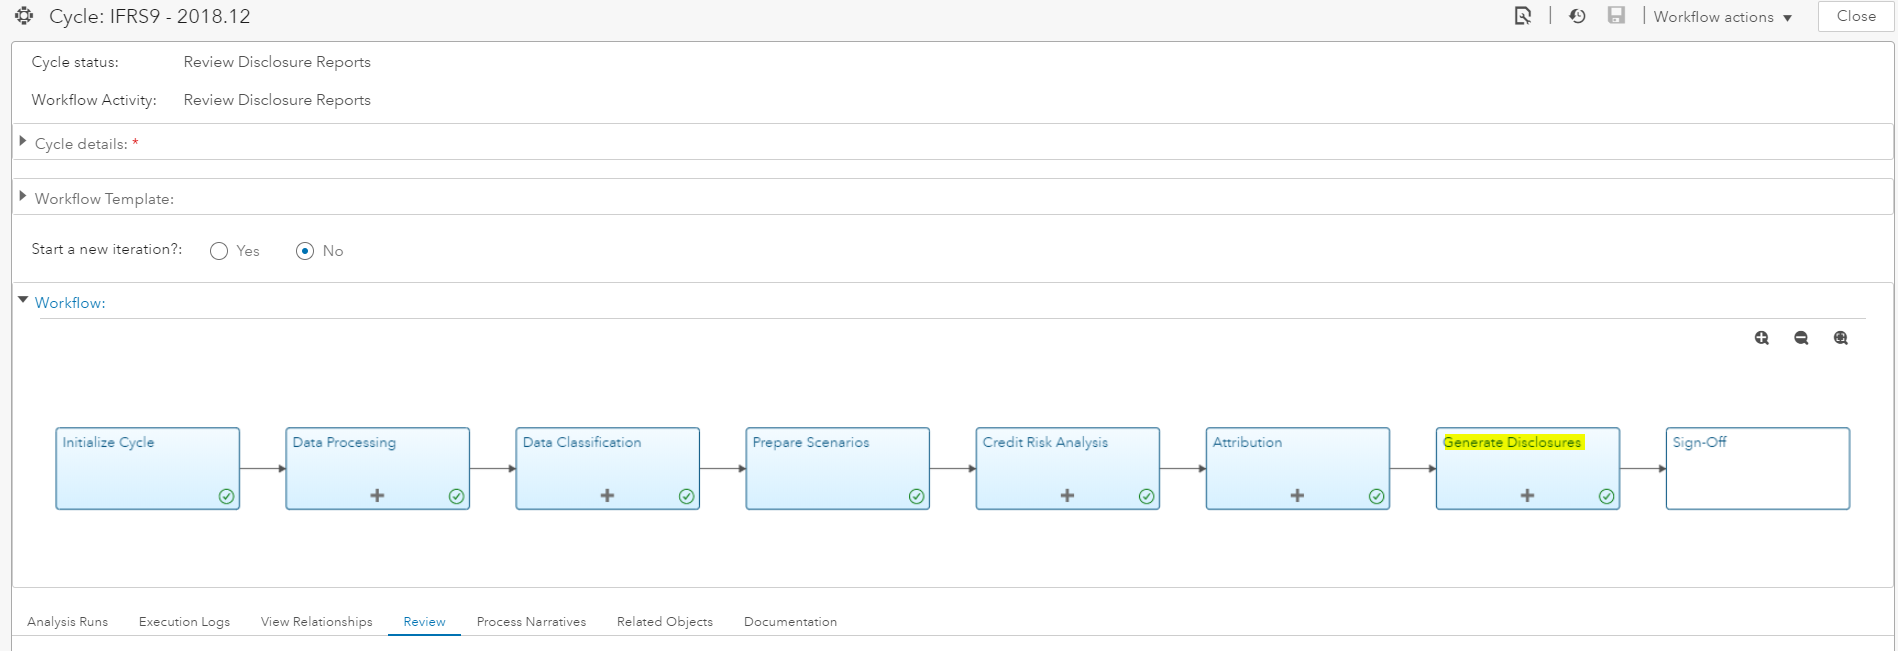 Cycle: IFRS9 - 2018.12
Workflow actions
Close
Cycle status: Review Disclosure Reports
Workflow Activity: Review Disclosure Reports
Cycle details: *
Workflow Template:
Start a new iteration?: Yes No
Workflow:
Initialize Cycle
Data Processing
Data Classification
Prepare Scenarios
Credit Risk Analysis
Attribution
Generate Disclosures
Sign-Off
Analysis Runs
Execution Logs
View Relationships
Review
Process Narratives
Related Objects
Documentation